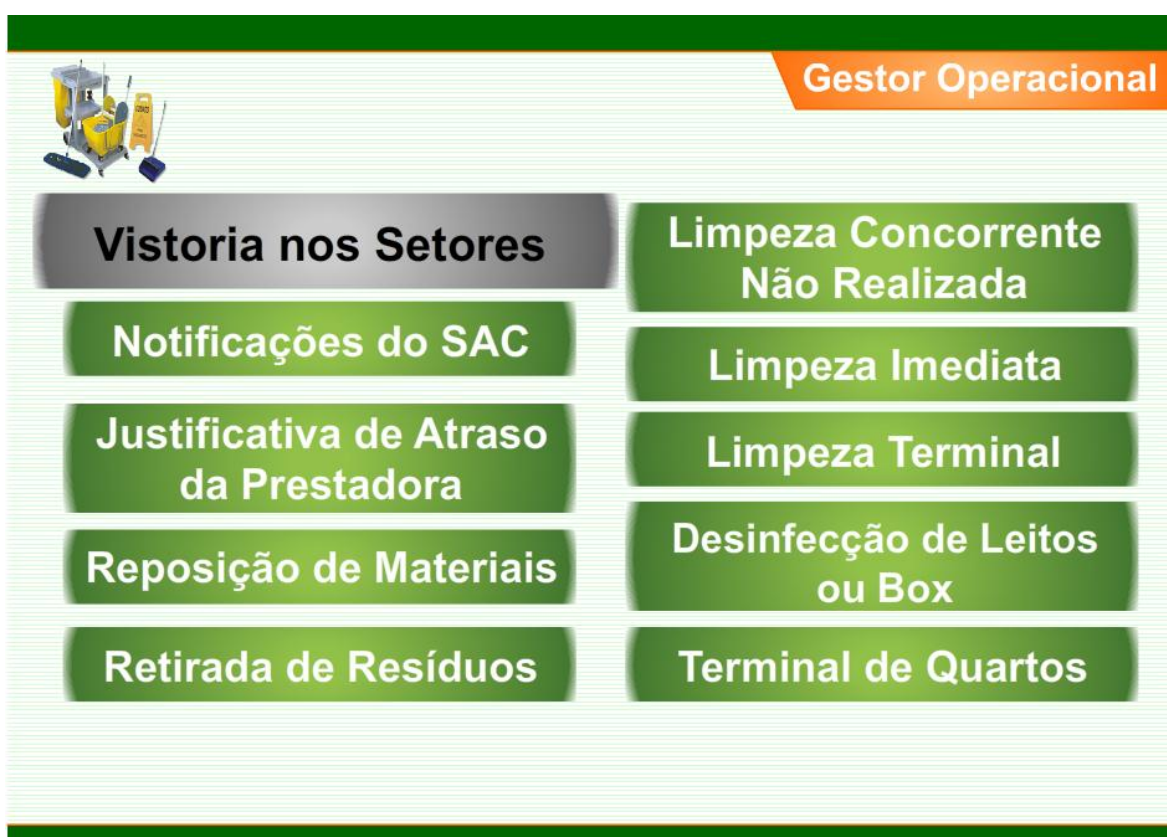 Gestor Operacional
Vistoria nos Setores
Notificações do SAC
Justificativa de Atraso
da Prestadora
Reposição de Materiais
Retirada de Resíduos
Limpeza Concorrente
Não Realizada
Limpeza Imediata
Limpeza Terminal
Desinfecção de Leitos
ou Box
Terminal de Quartos